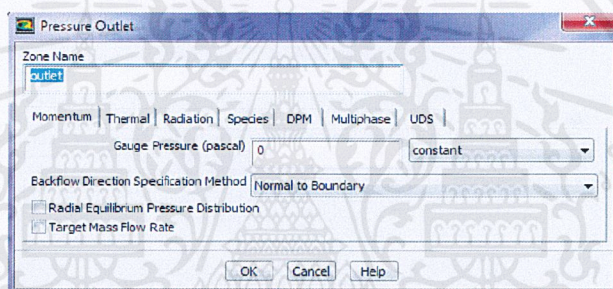 Pressure Outlet
Zone Name
outlet
Momentum Thermal Radiation Species DPM Multiphase UDS
Gauge Pressure (pascal) 0 constant
Backflow Direction Specification Method Normal to Boundary
Radial Equilibrium Pressure Distribution
Target Mass Flow Rate
OK Cancel Help